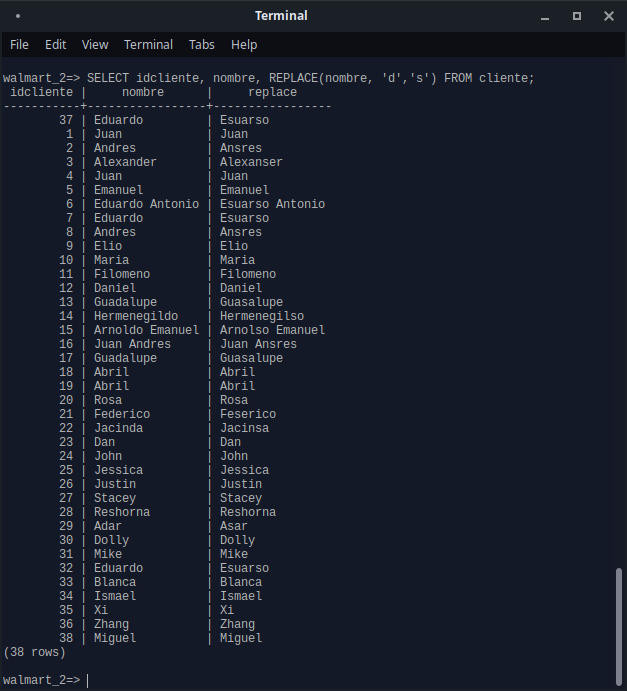 Terminal
File Edit View Terminal Tabs Help
walmart_2=> SELECT idcliente, nombre, REPLACE(nombre, 'd','s') FROM cliente;
 idcliente |     nombre      |     replace
-----------+-----------------+-----------------
        37 | Eduardo         | Esuarso
         1 | Juan            | Juan
         2 | Andres          | Ansres
         3 | Alexander       | Alexanser
         4 | Juan            | Juan
         5 | Emanuel         | Emanuel
         6 | Eduardo Antonio | Esuarso Antonio
         7 | Eduardo         | Esuarso
         8 | Andres          | Ansres
         9 | Elio            | Elio
        10 | Maria           | Maria
        11 | Filomeno        | Filomeno
        12 | Daniel          | Daniel
        13 | Guadalupe       | Guasalupe
        14 | Hermenegildo    | Hermenegilso
        15 | Arnoldo Emanuel | Arnolso Emanuel
        16 | Juan Andres     | Juan Ansres
        17 | Guadalupe       | Guasalupe
        18 | Abril           | Abril
        19 | Abril           | Abril
        20 | Rosa            | Rosa
        21 | Federico        | Feserico
        22 | Jacinda         | Jacinsa
        23 | Dan             | Dan
        24 | John            | John
        25 | Jessica         | Jessica
        26 | Justin          | Justin
        27 | Stacey          | Stacey
        28 | Reshorna        | Reshorna
        29 | Adar            | Asar
        30 | Dolly           | Dolly
        31 | Mike            | Mike
        32 | Eduardo         | Esuarso
        33 | Blanca          | Blanca
        34 | Ismael          | Ismael
        35 | Xi              | Xi
        36 | Zhang           | Zhang
        38 | Miguel          | Miguel
(38 rows)
walmart_2=>